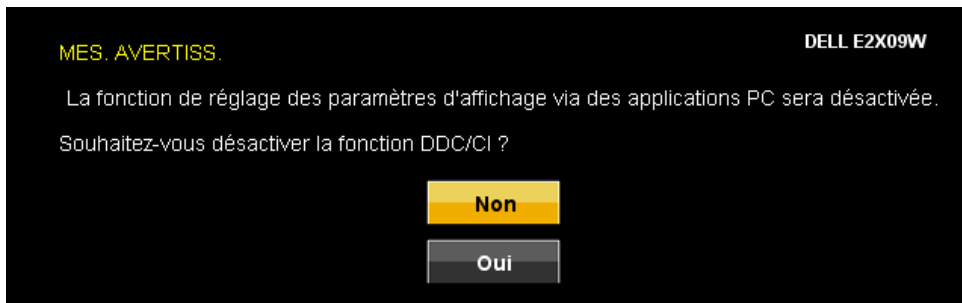 DELL E2X09W
MES. AVERTISS.
La fonction de réglage des paramètres d'affichage via des applications PC sera désactivée.
Souhaitez-vous désactiver la fonction DDC/CI ?
Non
Oui